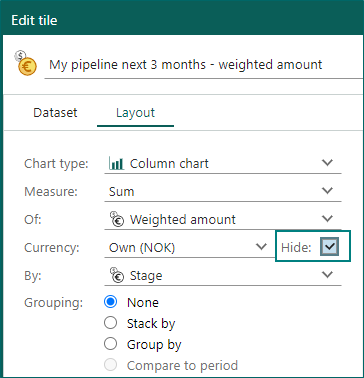 Edit tile
My pipeline next 3 months - weighted amount
Dataset Layout
Chart type: Column chart
Measure: Sum
Of: Weighted amount
Currency: Own (NOK) Hide:
By: Stage
Grouping: None
Stack by
Group by
Compare to period